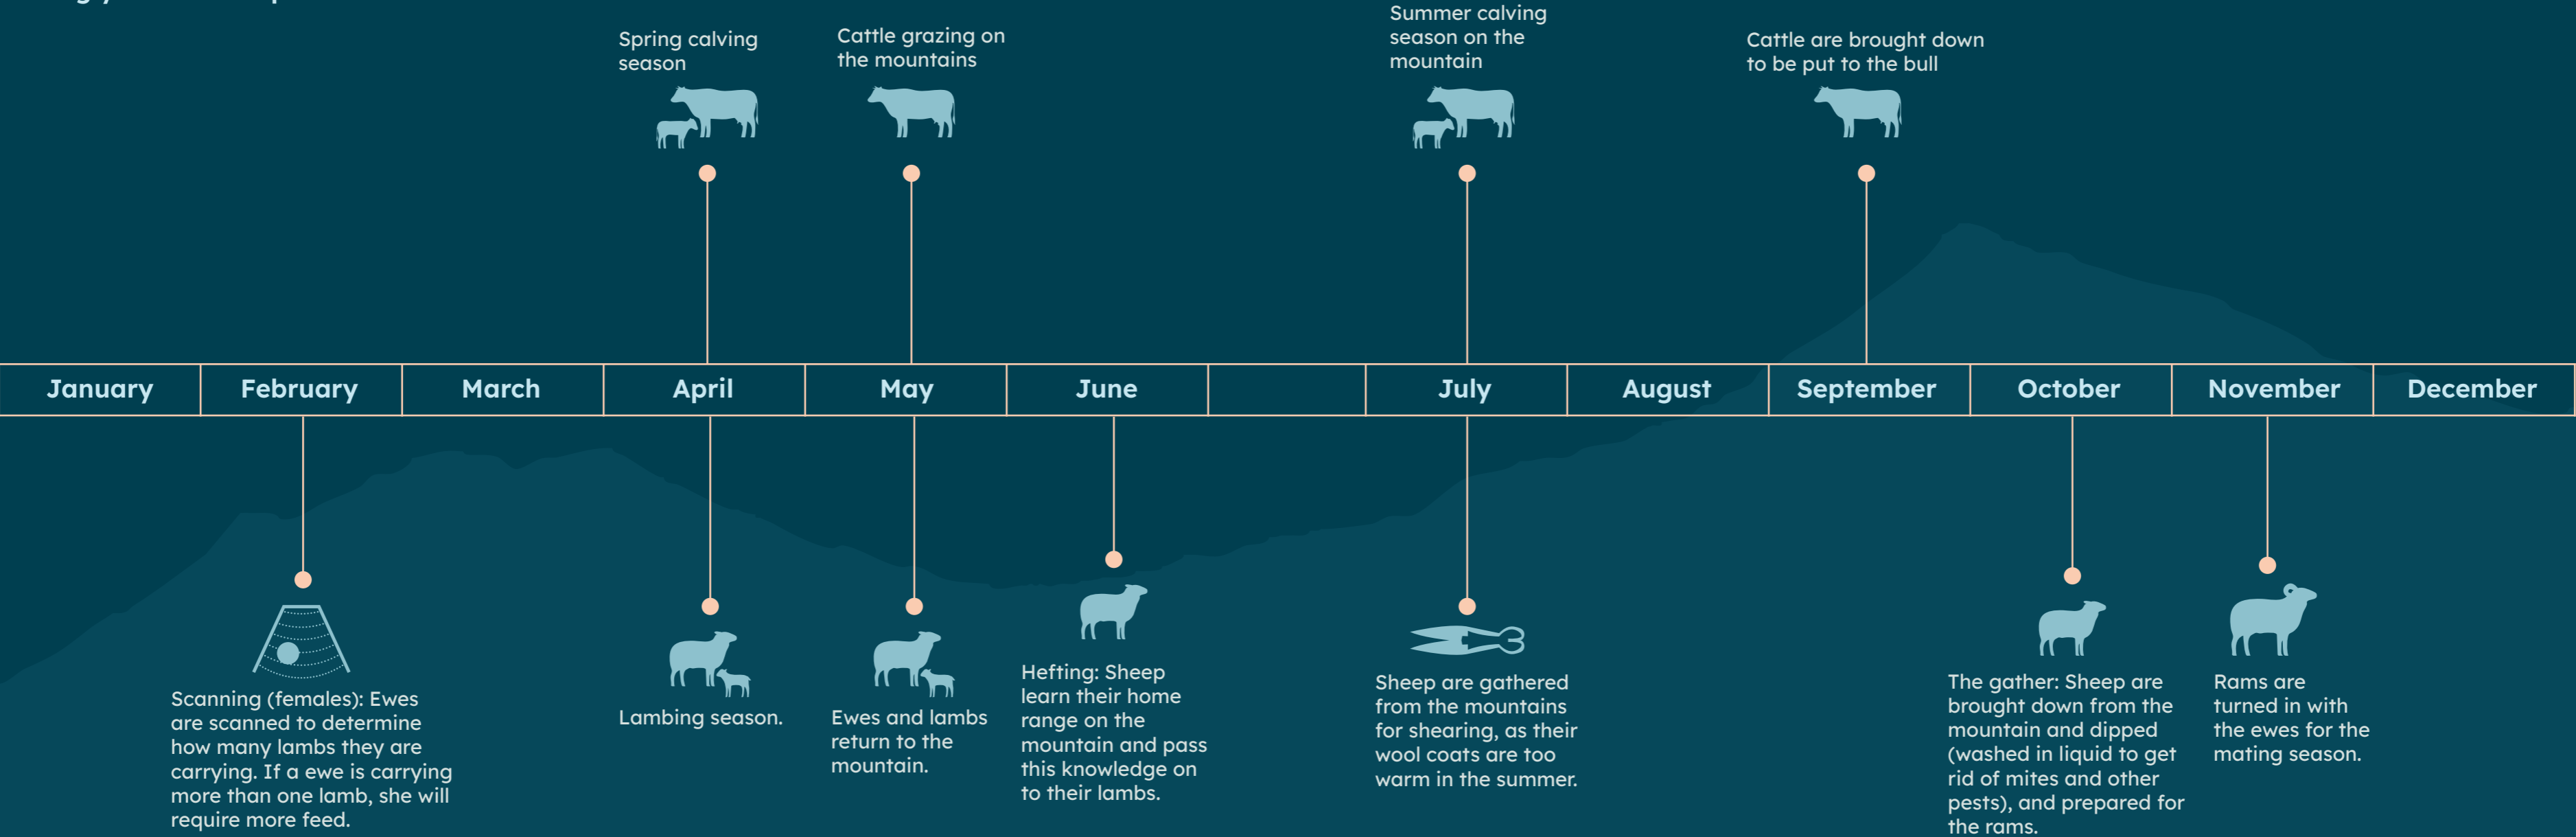 Spring calving
season
Cattle grazing on
the mountains
Summer calving
season on the
mountain
Cattle are brought down
to be put to the bull
January
February
March
April
May
June
July
August
September
October
November
December
Scanning (females): Ewes
are scanned to determine
how many lambs they are
carrying. If a ewe is carrying
more than one lamb, she will
require more feed.
Lambing season.
Ewes and lambs
return to the
mountain.
Hefting: Sheep
learn their home
range on the
mountain and pass
this knowledge on
to their lambs.
Sheep are gathered
from the mountains
for shearing, as their
wool coats are too
warm in the summer.
The gather: Sheep are
brought down from the
mountain and dipped
(washed in liquid to get
rid of mites and other
pests), and prepared for
the rams.
Rams are
turned in with
the ewes for the
mating season.